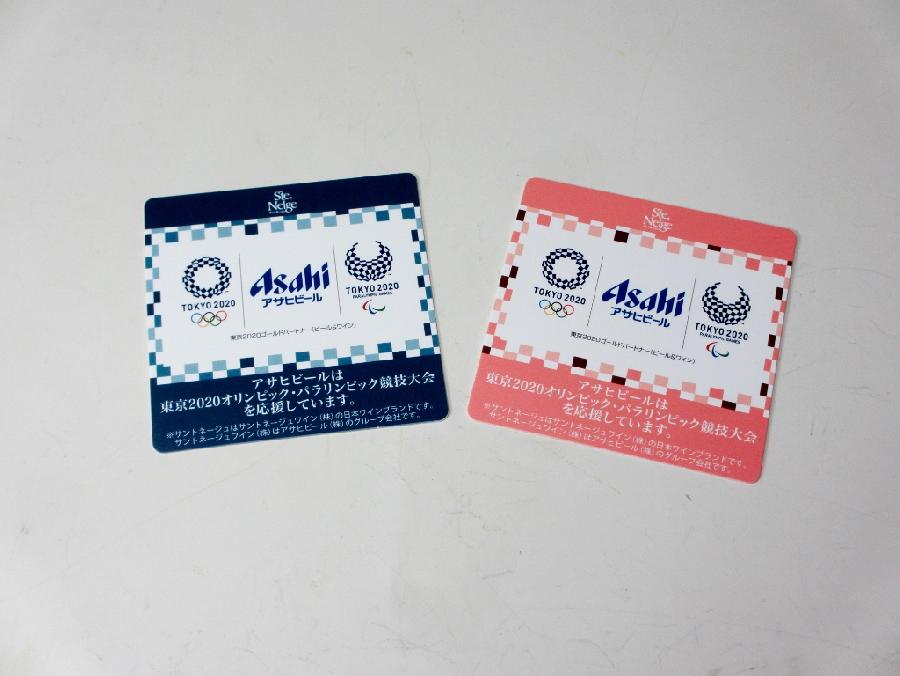 Ste. Neige
TOKYO 2020
Asahi
アサヒビール
TOKYO 2020
PARALYMPIC GAMES
東京2020ゴールドパートナー(ビール&ワイン)
アサヒビールは
東京2020オリンピック・パラリンピック競技大会
を応援しています。
※サントネージュはサントネージュワイン(株)の日本ワインブランドです。
サントネージュワイン(株)はアサヒビール(株)のグループ会社です。
Ste. Neige
TOKYO 2020
Asahi
アサヒビール
TOKYO 2020
PARALYMPIC GAMES
東京2020ゴールドパートナー(ビール&ワイン)
アサヒビールは
東京2020オリンピック・パラリンピック競技大会
を応援しています。
※サントネージュはサントネージュワイン(株)の日本ワインブランドです。
サントネージュワイン(株)はアサヒビール(株)のグループ会社です。